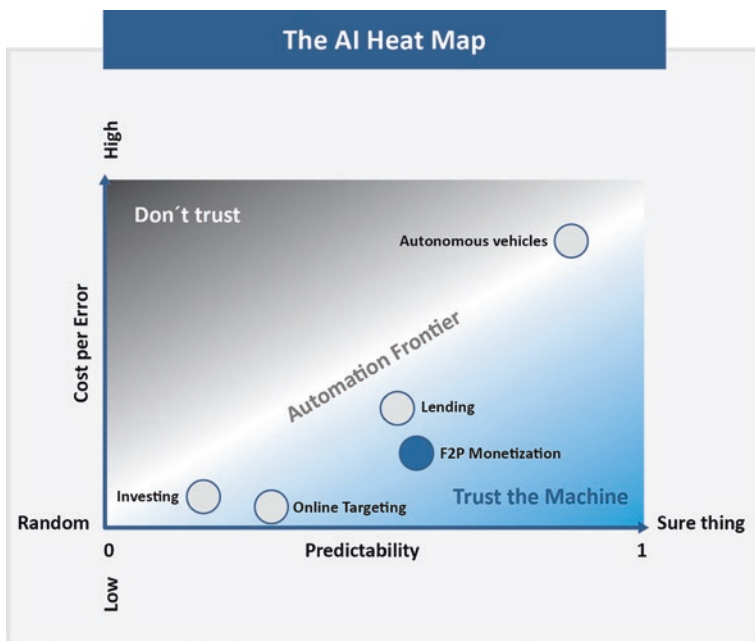 The AI Heat Map
High
Don´t trust
Autonomous vehicles
Cost per Error
Automation Frontier
Lending
F2P Monetization
Investing
Online Targeting
Trust the Machine
Random
Sure thing
0
Predictability
1
Low